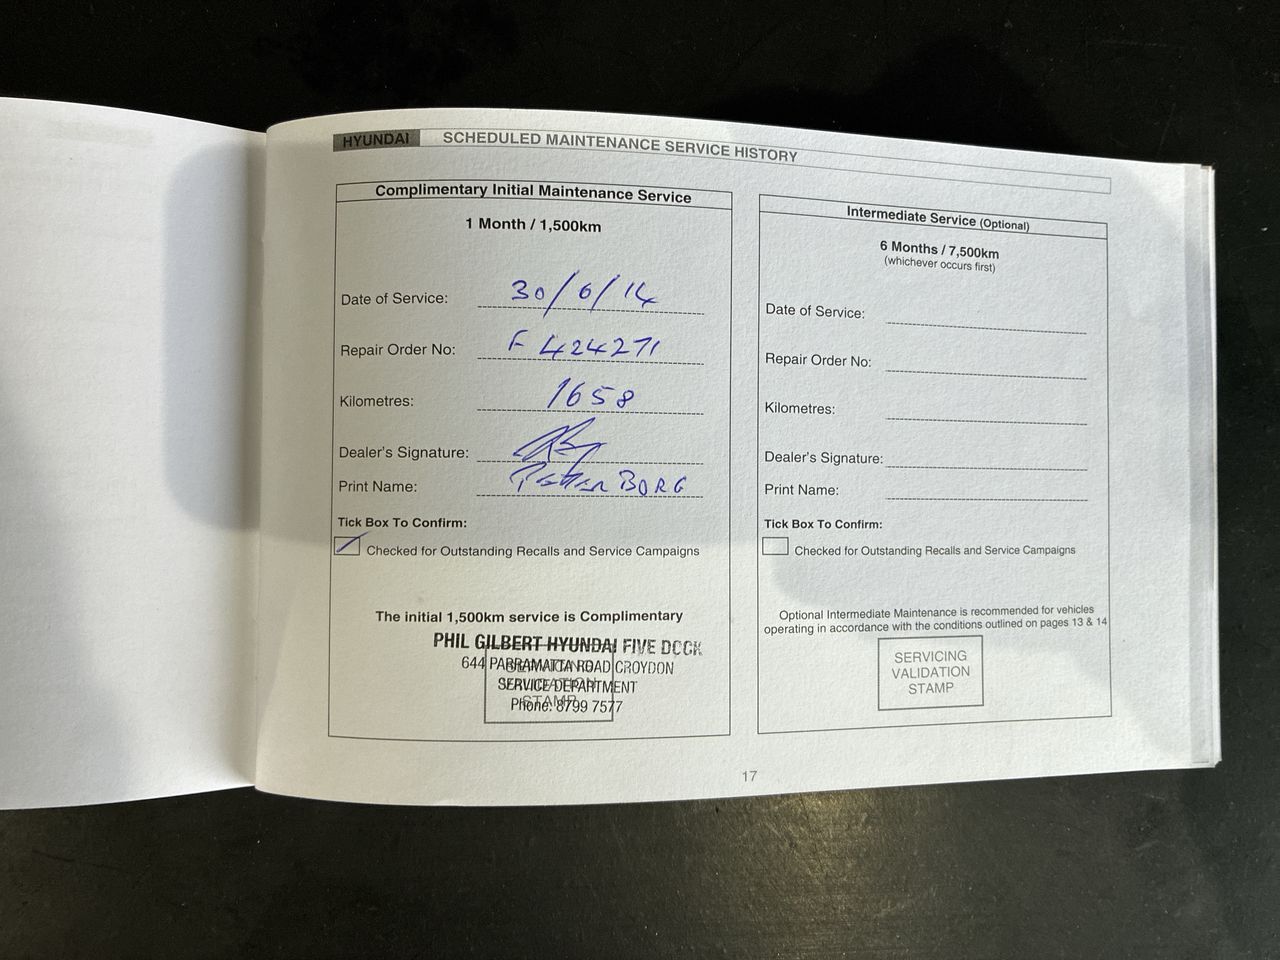 HYUNDAI SCHEDULED MAINTENANCE SERVICE HISTORY
Complimentary Initial Maintenance Service
1 Month / 1,500km
Date of Service: 30/6/14
Repair Order No: F 424271
Kilometres: 1658
Dealer's Signature:
Print Name: BORG
Tick Box To Confirm:
Checked for Outstanding Recalls and Service Campaigns
The initial 1,500km service is Complimentary
PHIL GILBERT HYUNDAI FIVE DOCK
644 PARRAMATTA ROAD CROYDON
SERVICE DEPARTMENT
STAMP
Phone: 8799 7577
Intermediate Service (Optional)
6 Months / 7,500km
(whichever occurs first)
Date of Service:
Repair Order No:
Kilometres:
Dealer's Signature:
Print Name:
Tick Box To Confirm:
Checked for Outstanding Recalls and Service Campaigns
Optional Intermediate Maintenance is recommended for vehicles
operating in accordance with the conditions outlined on pages 13 & 14
SERVICING
VALIDATION
STAMP
17